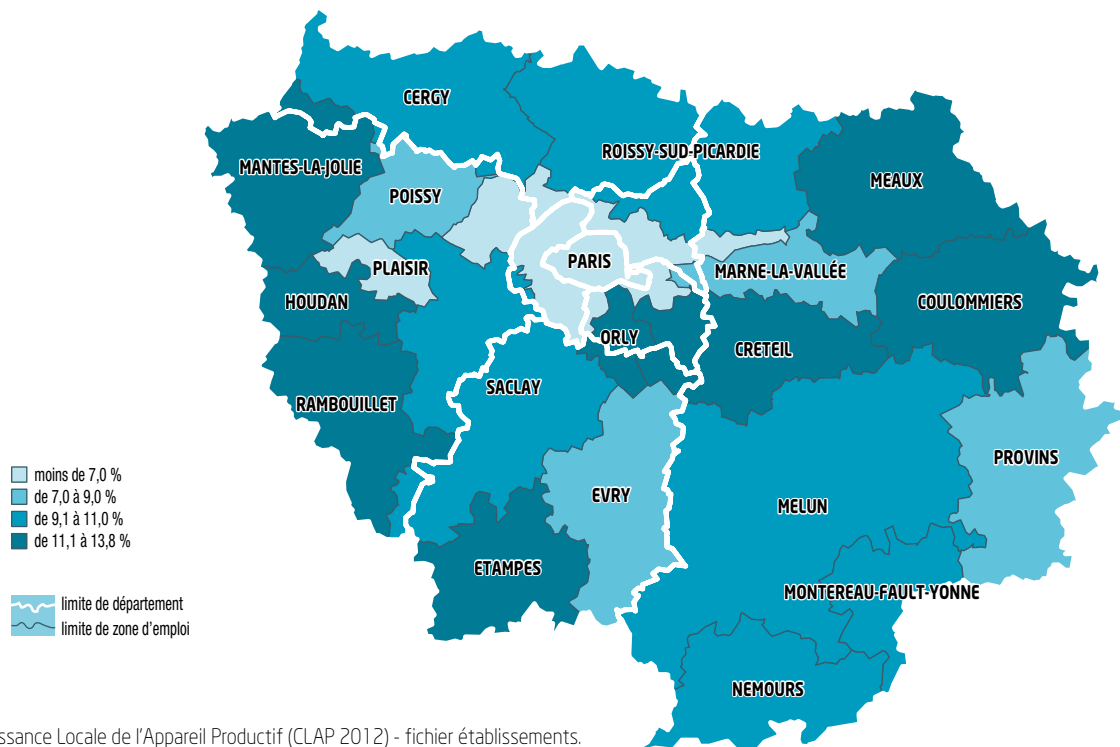 CERGY
ROISSY-SUD-PICARDIE
MANTES-LA-JOLIE
MEAUX
POISSY
PARIS
PLAISIR
MARNE-LA-VALLÉE
HOUDAN
COULOMMIERS
ORLY
CRETEIL
SACLAY
RAMBOUILLET
PROVINS
EVRY
MELUN
ETAMPES
MONTEREAU-FAULT-YONNE
NEMOURS
moins de 7,0 %
de 7,0 à 9,0 %
de 9,1 à 11,0 %
de 11,1 à 13,8 %
limite de département
limite de zone d'emploi
ssance Locale de l'Appareil Productif (CLAP 2012) - fichier établissements.